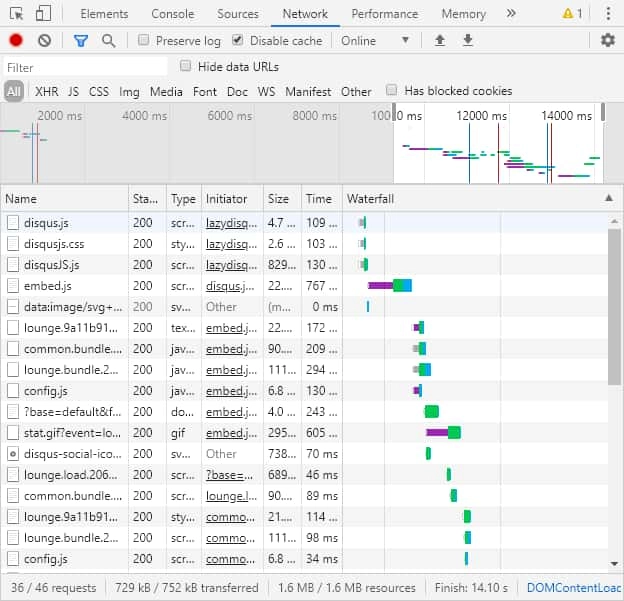 Elements Console Sources Network Performance Memory » 1
Preserve log Disable cache Online
Filter Hide data URLs
All XHR JS CSS Img Media Font Doc WS Manifest Other Has blocked cookies
2000 ms 4000 ms 6000 ms 8000 ms 100 0 ms 12000 ms 14000 ms
Name Sta... Type Initiator Size Time Waterfall
disqus.js 200 scr... lazydisq... 4.7 ... 109 ...
disqusjs.css 200 sty... lazydisq... 2.6 ... 103 ...
disqusJS.js 200 scr... lazydisq... 829... 130 ...
embed.js 200 scr... disqus.j... 22.... 767 ...
data:image/svg+... 200 sv... Other (m... 0 ms
lounge.9a11b91... 200 tex... embed.j... 22.... 172 ...
common.bundle.... 200 jav... embed.j... 90.... 209 ...
lounge.bundle.2... 200 jav... embed.j... 111... 294 ...
config.js 200 jav... embed.j... 6.8 ... 130 ...
?base=default&f... 200 do... embed.j... 4.0 ... 243 ...
stat.gif?event=lo... 200 gif embed.j... 295... 605 ...
disqus-social-ico... 200 sv... Other 738... 70 ms
lounge.load.206... 200 scr... ?base=... 689... 46 ms
common.bundle.... 200 scr... lounge.l... 90.... 89 ms
lounge.9a11b91... 200 sty... commo... 21.... 114 ...
lounge.bundle.2... 200 scr... commo... 111... 98 ms
config.js 200 scr... commo... 6.8 ... 34 ms
36 / 46 requests 729 kB / 752 kB transferred 1.6 MB / 1.6 MB resources Finish: 14.10 s DOMContentLoac